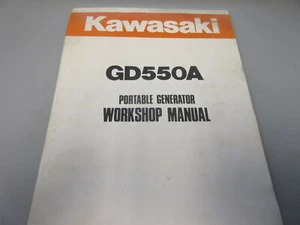 Kawasaki
GD550A
PORTABLE GENERATOR
WORKSHOP MANUAL